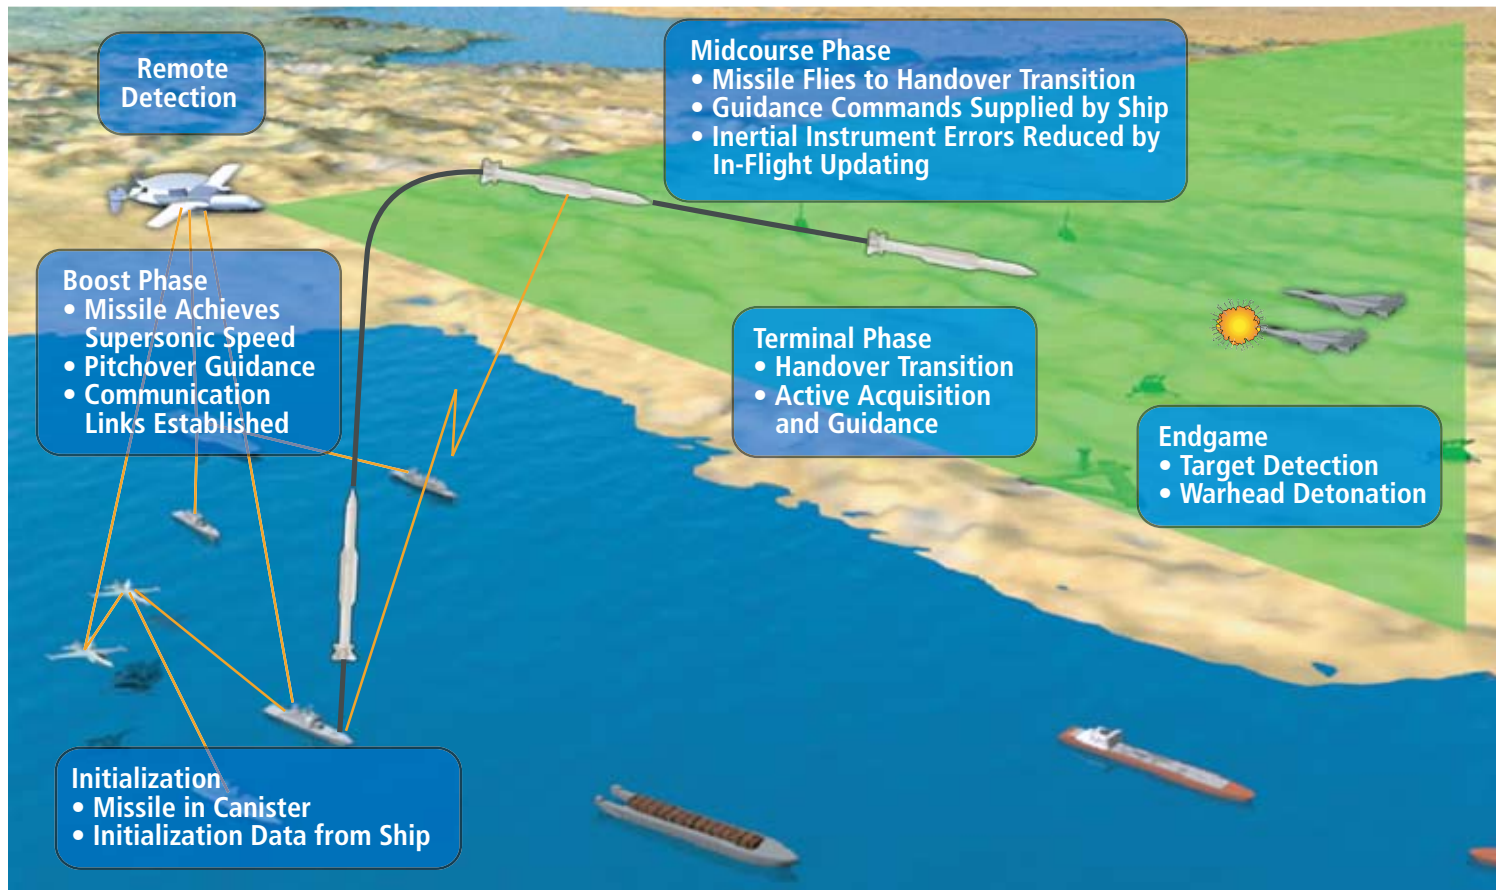 Remote
Detection
Midcourse Phase
• Missile Flies to Handover Transition
• Guidance Commands Supplied by Ship
• Inertial Instrument Errors Reduced by
In-Flight Updating
Boost Phase
• Missile Achieves
Supersonic Speed
• Pitchover Guidance
• Communication
Links Established
Terminal Phase
• Handover Transition
• Active Acquisition
and Guidance
Endgame
• Target Detection
• Warhead Detonation
Initialization
• Missile in Canister
• Initialization Data from Ship